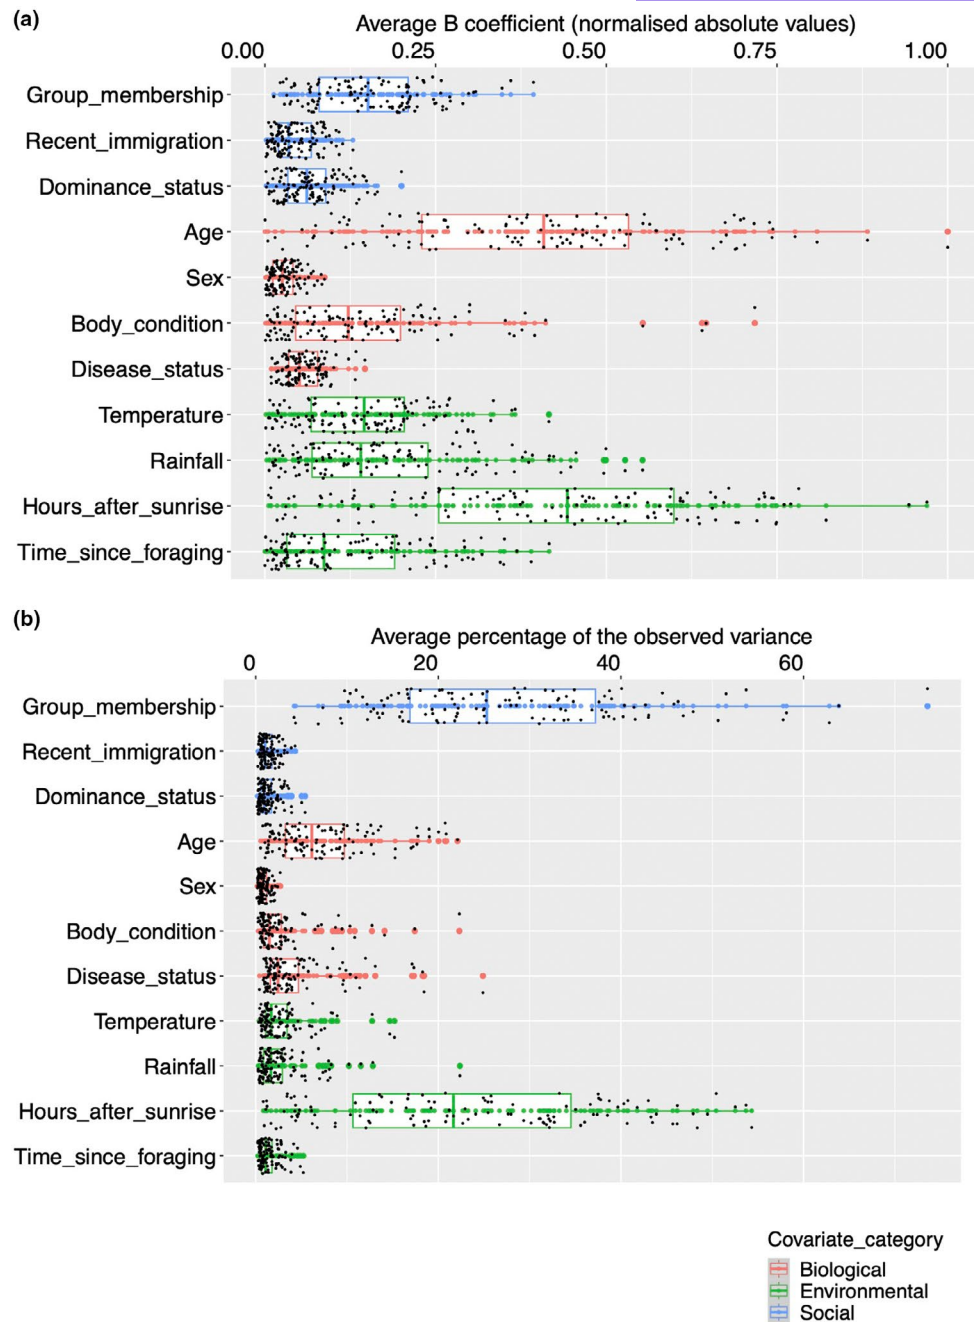 (a)
Average B coefficient (normalised absolute values)
0.00 0.25 0.50 0.75 1.00
Group_membership
Recent_immigration
Dominance_status
Age
Sex
Body_condition
Disease_status
Temperature
Rainfall
Hours_after_sunrise
Time_since_foraging
(b)
Average percentage of the observed variance
0 20 40 60
Group_membership
Recent_immigration
Dominance_status
Age
Sex
Body_condition
Disease_status
Temperature
Rainfall
Hours_after_sunrise
Time_since_foraging
Covariate_category
Biological
Environmental
Social